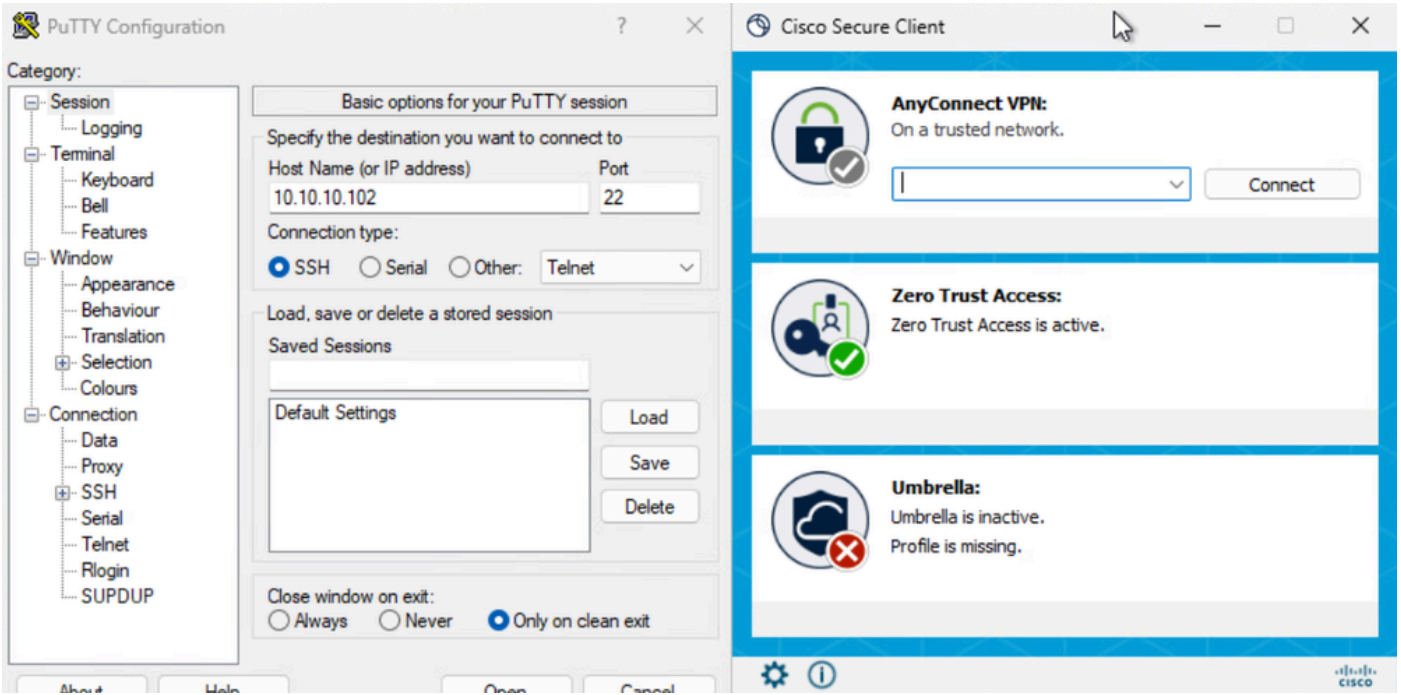 PuTTY Configuration
?
Category:
Session
Logging
Terminal
Keyboard
Bell
Features
Window
Appearance
Behaviour
Translation
Selection
Colours
Connection
Data
Proxy
SSH
Serial
Telnet
Rlogin
SUPDUP
Basic options for your PuTTY session
Specify the destination you want to connect to
Host Name (or IP address) Port
10.10.10.102 22
Connection type:
SSH Serial Other: Telnet
Load, save or delete a stored session
Saved Sessions
Default Settings
Load
Save
Delete
Close window on exit:
Always Never Only on clean exit
About Help Open Cancel
Cisco Secure Client
AnyConnect VPN:
On a trusted network.
Connect
Zero Trust Access:
Zero Trust Access is active.
Umbrella:
Umbrella is inactive.
Profile is missing.
CISCO